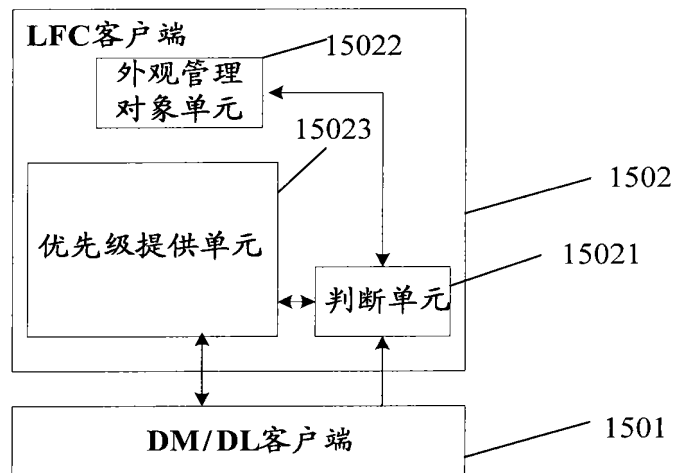 LFC客户端
15022
外观管理
对象单元
15023
1502
优先级提供单元
15021
判断单元
DM/DL客户端
1501